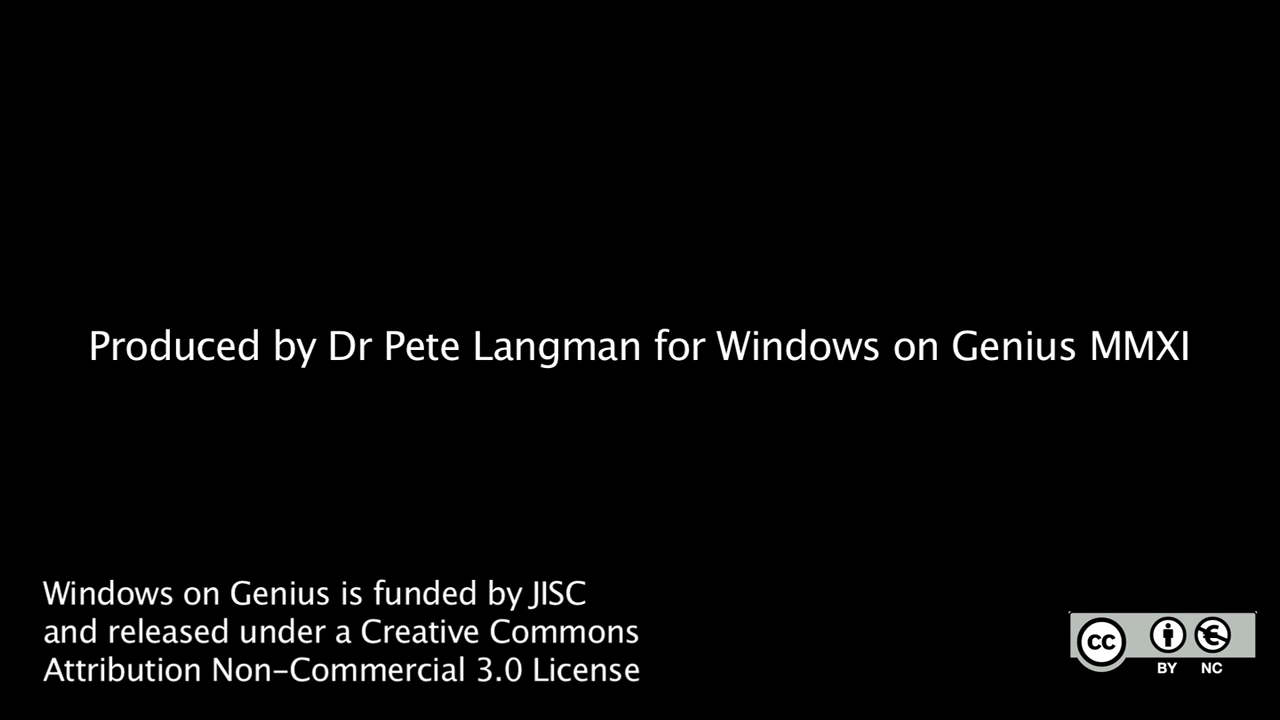 Produced by Dr Pete Langman for Windows on Genius MMXI
Windows on Genius is funded by JISC
and released under a Creative Commons
Attribution Non-Commercial 3.0 License
cc
BY NC